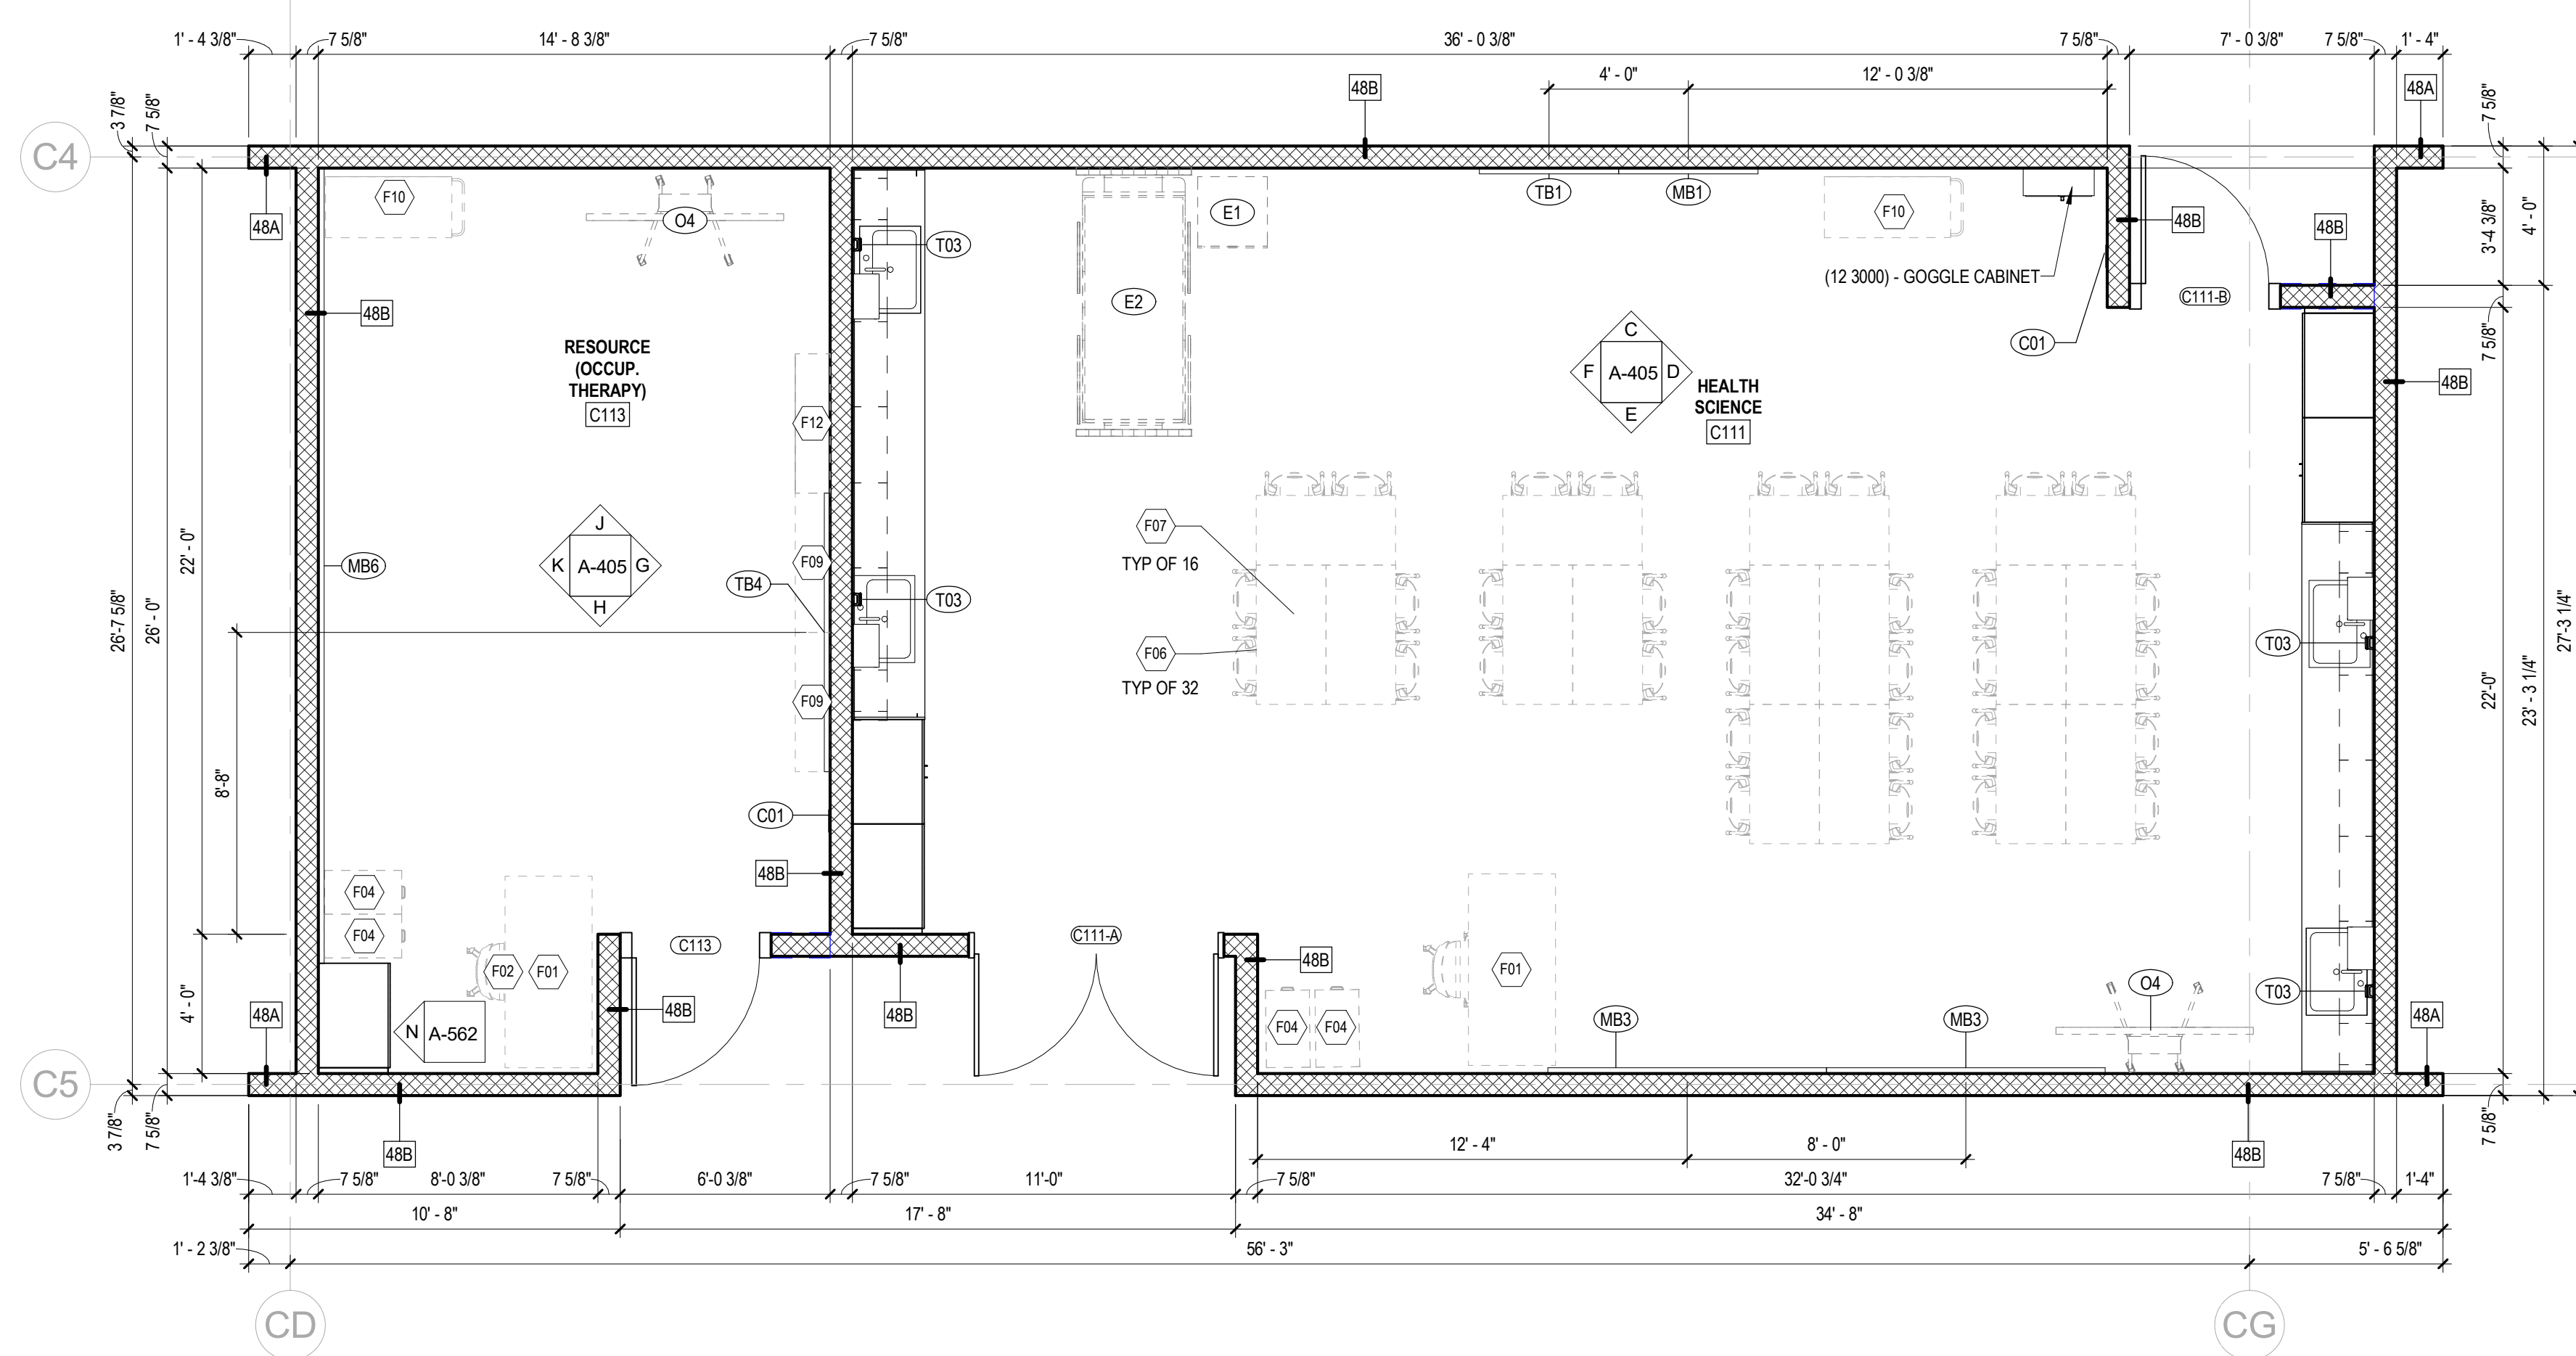 1' - 4 3/8"
7 5/8"
14' - 8 3/8"
7 5/8"
36' - 0 3/8"
7 5/8"
7' - 0 3/8"
7 5/8"
1' - 4"
4' - 0"
12' - 0 3/8"
48B
48A
3 7/8"
7 5/8"
7 5/8"
C4
F10
O4
48A
T03
E1
E2
TB1
MB1
F10
48B
48B
(12 3000) - GOGGLE CABINET
C111-B
3'-4 3/8"
4' - 0"
7 5/8"
48B
RESOURCE
(OCCUP.
THERAPY)
C113
C
F
A-405
D
E
HEALTH
SCIENCE
C111
C01
48B
F12
J
K
A-405
G
H
MB6
F09
TB4
F09
T03
F07
TYP OF 16
F06
TYP OF 32
T03
22' - 0"
26' - 0"
26'-7 5/8"
8'-8"
22'-0"
23' - 3 1/4"
27'-3 1/4"
C01
48B
F04
F04
F02
F01
C113
C111-A
48B
F01
O4
T03
4' - 0"
48A
N
A-562
48B
48B
F04
F04
MB3
MB3
48A
C5
3 7/8"
7 5/8"
7 5/8"
48B
48B
12' - 4"
8' - 0"
1'-4 3/8"
7 5/8"
8'-0 3/8"
7 5/8"
6'-0 3/8"
7 5/8"
11'-0"
7 5/8"
32'-0 3/4"
7 5/8"
1'-4"
10' - 8"
17' - 8"
34' - 8"
1' - 2 3/8"
56' - 3"
5' - 6 5/8"
CD
CG